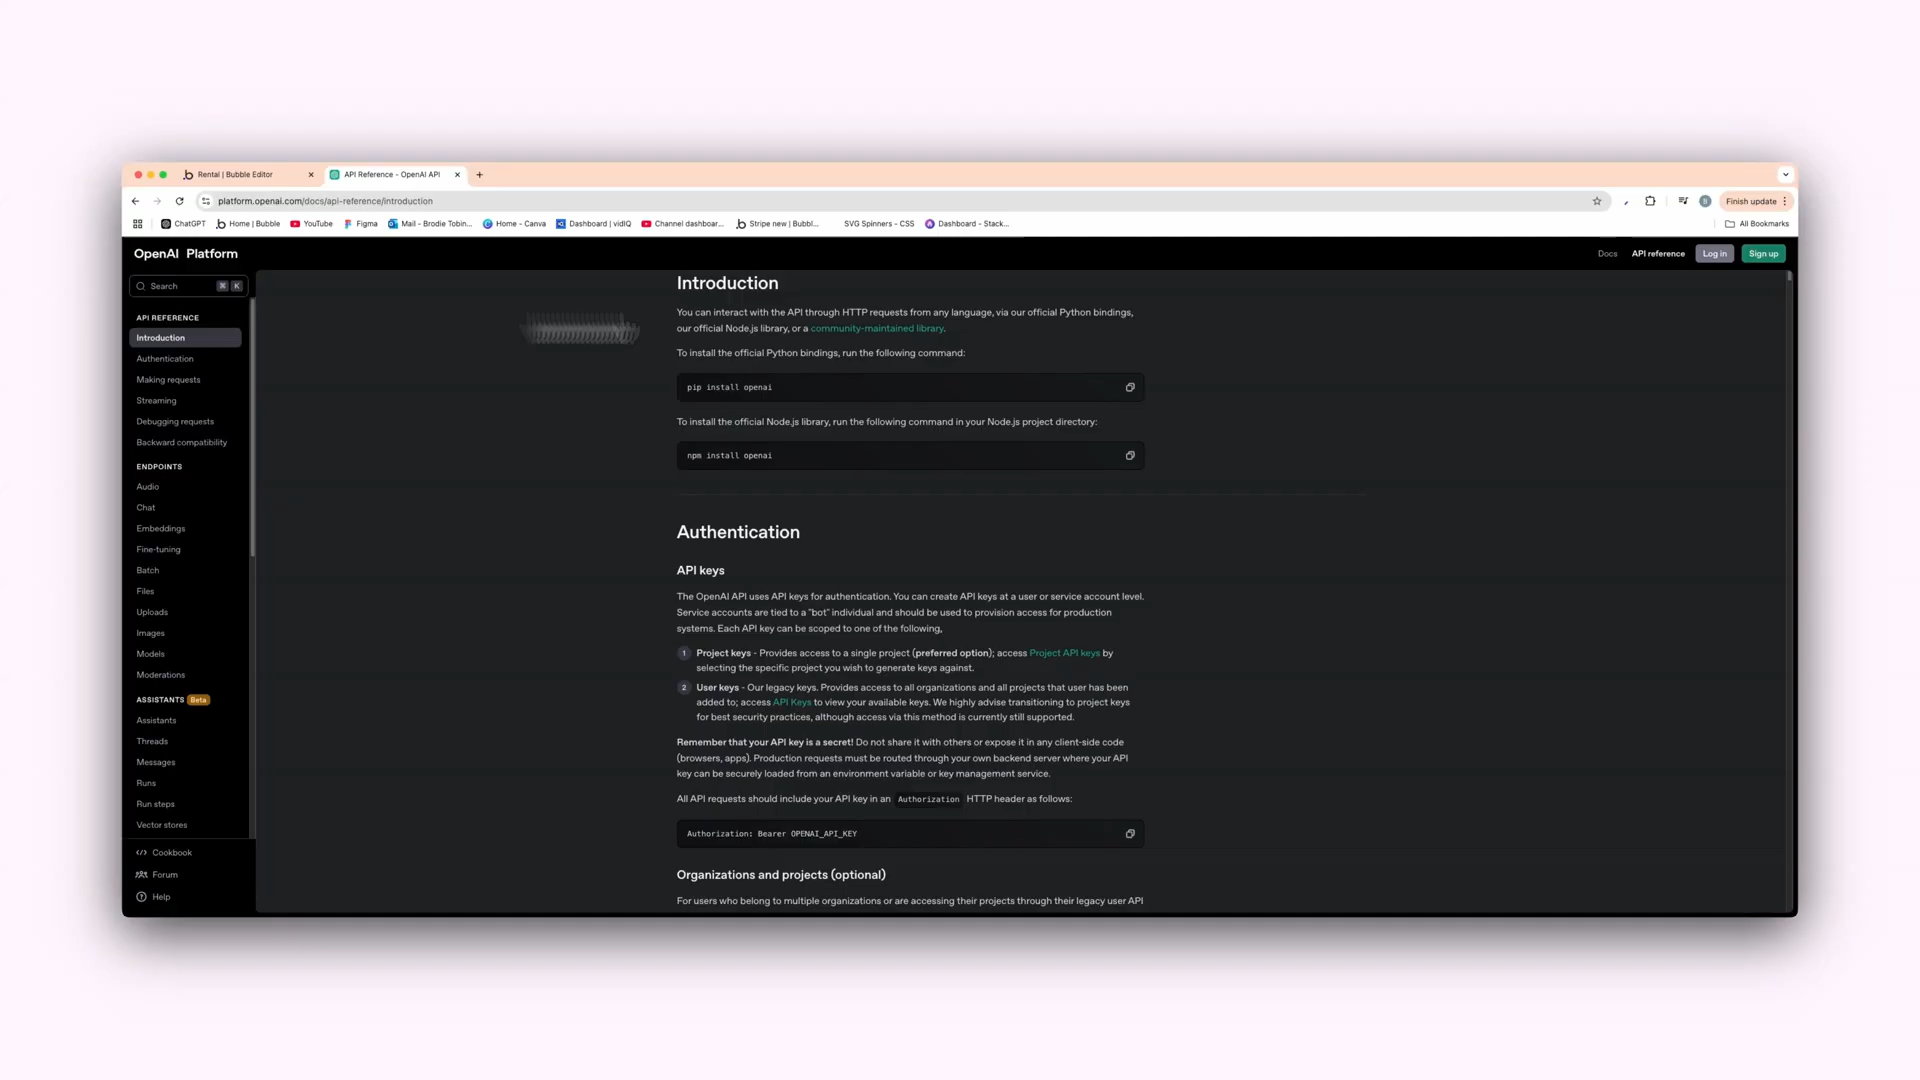 Rental | Bubble Editor
API Reference - OpenAI API
platform.openai.com/docs/api-reference/introduction
Finish update
ChatGPT
Home | Bubble
YouTube
Figma
Mail - Brodie Tobin...
Home - Canva
Dashboard | vidIQ
Channel dashboar...
Stripe new | Bubbl...
SVG Spinners - CSS
Dashboard - Stack...
All Bookmarks
OpenAI Platform
Docs
API reference
Log in
Sign up
Search ⌘ K
API REFERENCE
Introduction
Authentication
Making requests
Streaming
Debugging requests
Backward compatibility
ENDPOINTS
Audio
Chat
Embeddings
Fine-tuning
Batch
Files
Uploads
Images
Models
Moderations
ASSISTANTS Beta
Assistants
Threads
Messages
Runs
Run steps
Vector stores
Cookbook
Forum
Help
Introduction
You can interact with the API through HTTP requests from any language, via our official Python bindings,
our official Node.js library, or a community-maintained library.
To install the official Python bindings, run the following command:
pip install openai
To install the official Node.js library, run the following command in your Node.js project directory:
npm install openai
Authentication
API keys
The OpenAI API uses API keys for authentication. You can create API keys at a user or service account level.
Service accounts are tied to a "bot" individual and should be used to provision access for production
systems. Each API key can be scoped to one of the following,
1 Project keys - Provides access to a single project (preferred option); access Project API keys by
selecting the specific project you wish to generate keys against.
2 User keys - Our legacy keys. Provides access to all organizations and all projects that user has been
added to; access API Keys to view your available keys. We highly advise transitioning to project keys
for best security practices, although access via this method is currently still supported.
Remember that your API key is a secret! Do not share it with others or expose it in any client-side code
(browsers, apps). Production requests must be routed through your own backend server where your API
key can be securely loaded from an environment variable or key management service.
All API requests should include your API key in an Authorization HTTP header as follows:
Authorization: Bearer OPENAI_API_KEY
Organizations and projects (optional)
For users who belong to multiple organizations or are accessing their projects through their legacy user API